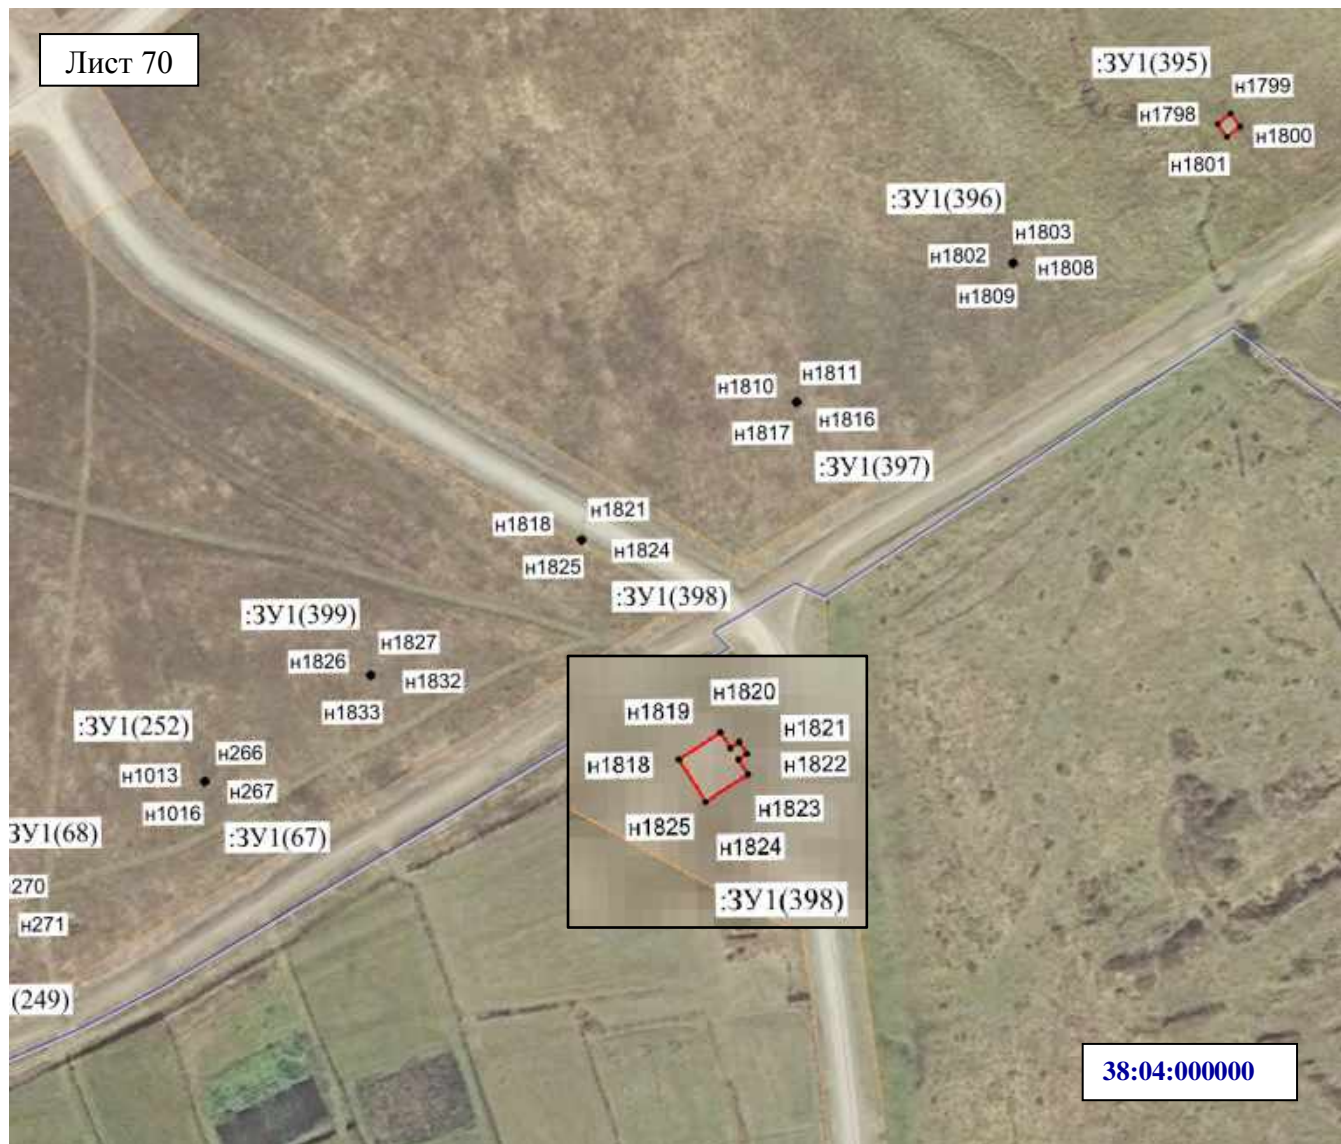 Лист 70
:ЗУ1(395)
н1799
н1798
н1800
н1801
:ЗУ1(396)
н1803
н1802
н1808
н1809
н1811
н1810
н1816
н1817
:ЗУ1(397)
н1821
н1818
н1824
н1825
:ЗУ1(398)
:ЗУ1(399)
н1827
н1826
н1832
н1833
:ЗУ1(252)
н266
н1013
н267
н1016
ЗУ1(68)
:ЗУ1(67)
270
н271
(249)
н1820
н1819
н1821
н1818
н1822
н1823
н1825
н1824
:ЗУ1(398)
38:04:000000